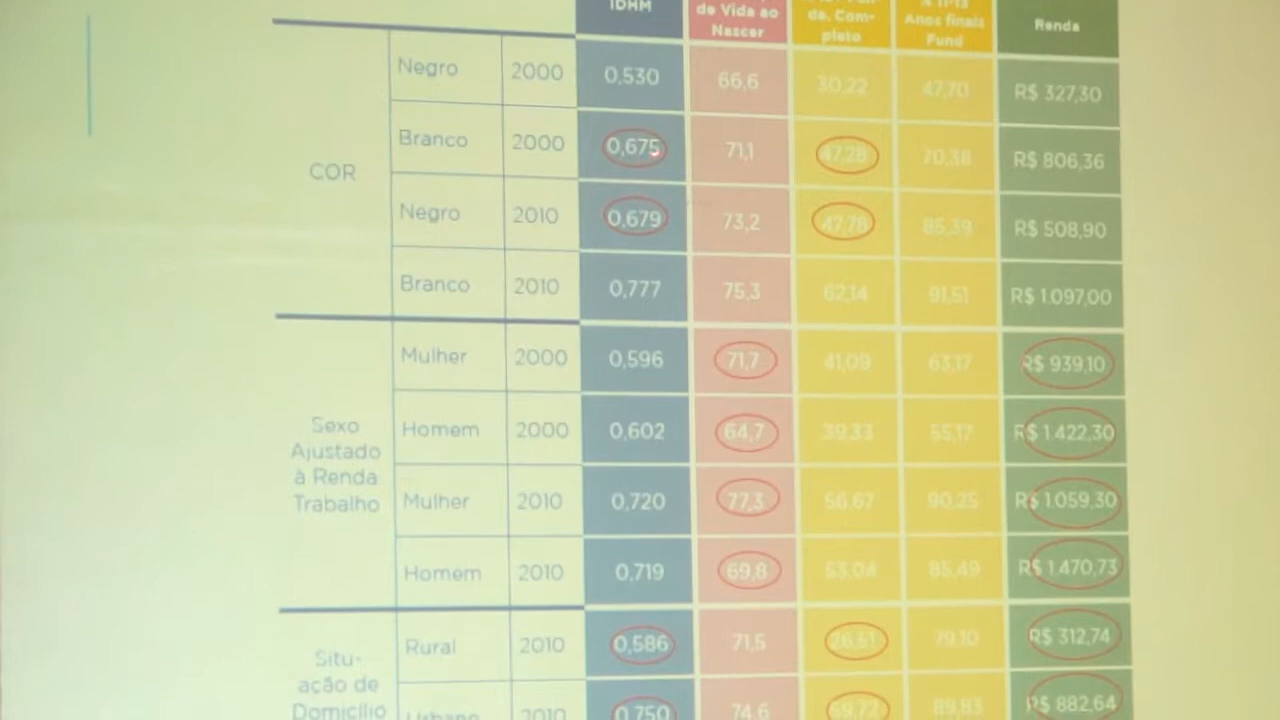 IDHM
de Vida ao
Nascer
Anos finais
Fund
Renda
COR
Negro 2000 0,530 66,6 30,22 47,70 R$ 327,30
Branco 2000 0,675 71,1 47,28 70,38 R$ 806,36
Negro 2010 0,679 73,2 47,78 85,39 R$ 508,90
Branco 2010 0,777 75,3 62,14 91,51 R$ 1.097,00
Sexo
Ajustado
à Renda
Trabalho
Mulher 2000 0,596 71,7 41,09 63,17 R$ 939,10
Homem 2000 0,602 64,7 39,33 55,17 R$ 1.422,30
Mulher 2010 0,720 77,3 56,67 90,25 R$ 1.059,30
Homem 2010 0,719 69,8 53,04 85,49 R$ 1.470,73
Situ-
ação de
Domicílio
Rural 2010 0,586 71,5 26,51 79,10 R$ 312,74
Urbano 2010 0,750 74,6 59,72 89,83 R$ 882,64